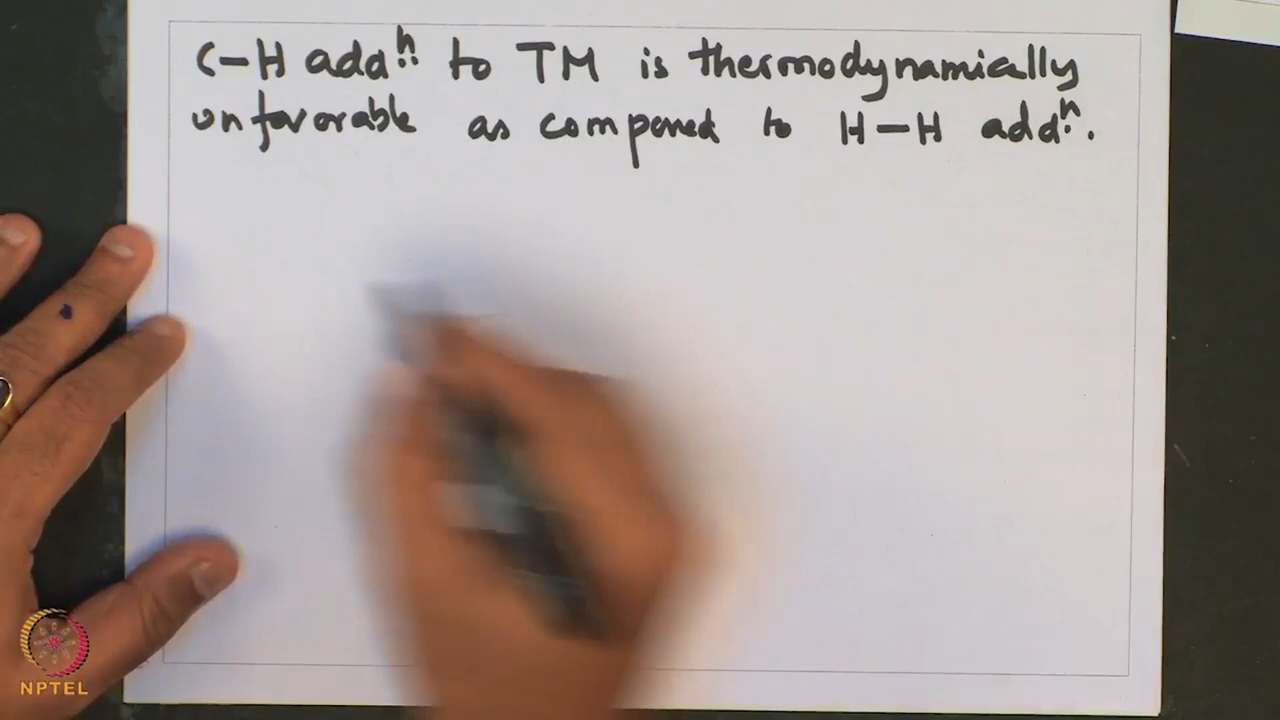 C–H addn to TM is thermodynamically
unfavorable as compared to H–H addn.
NPTEL